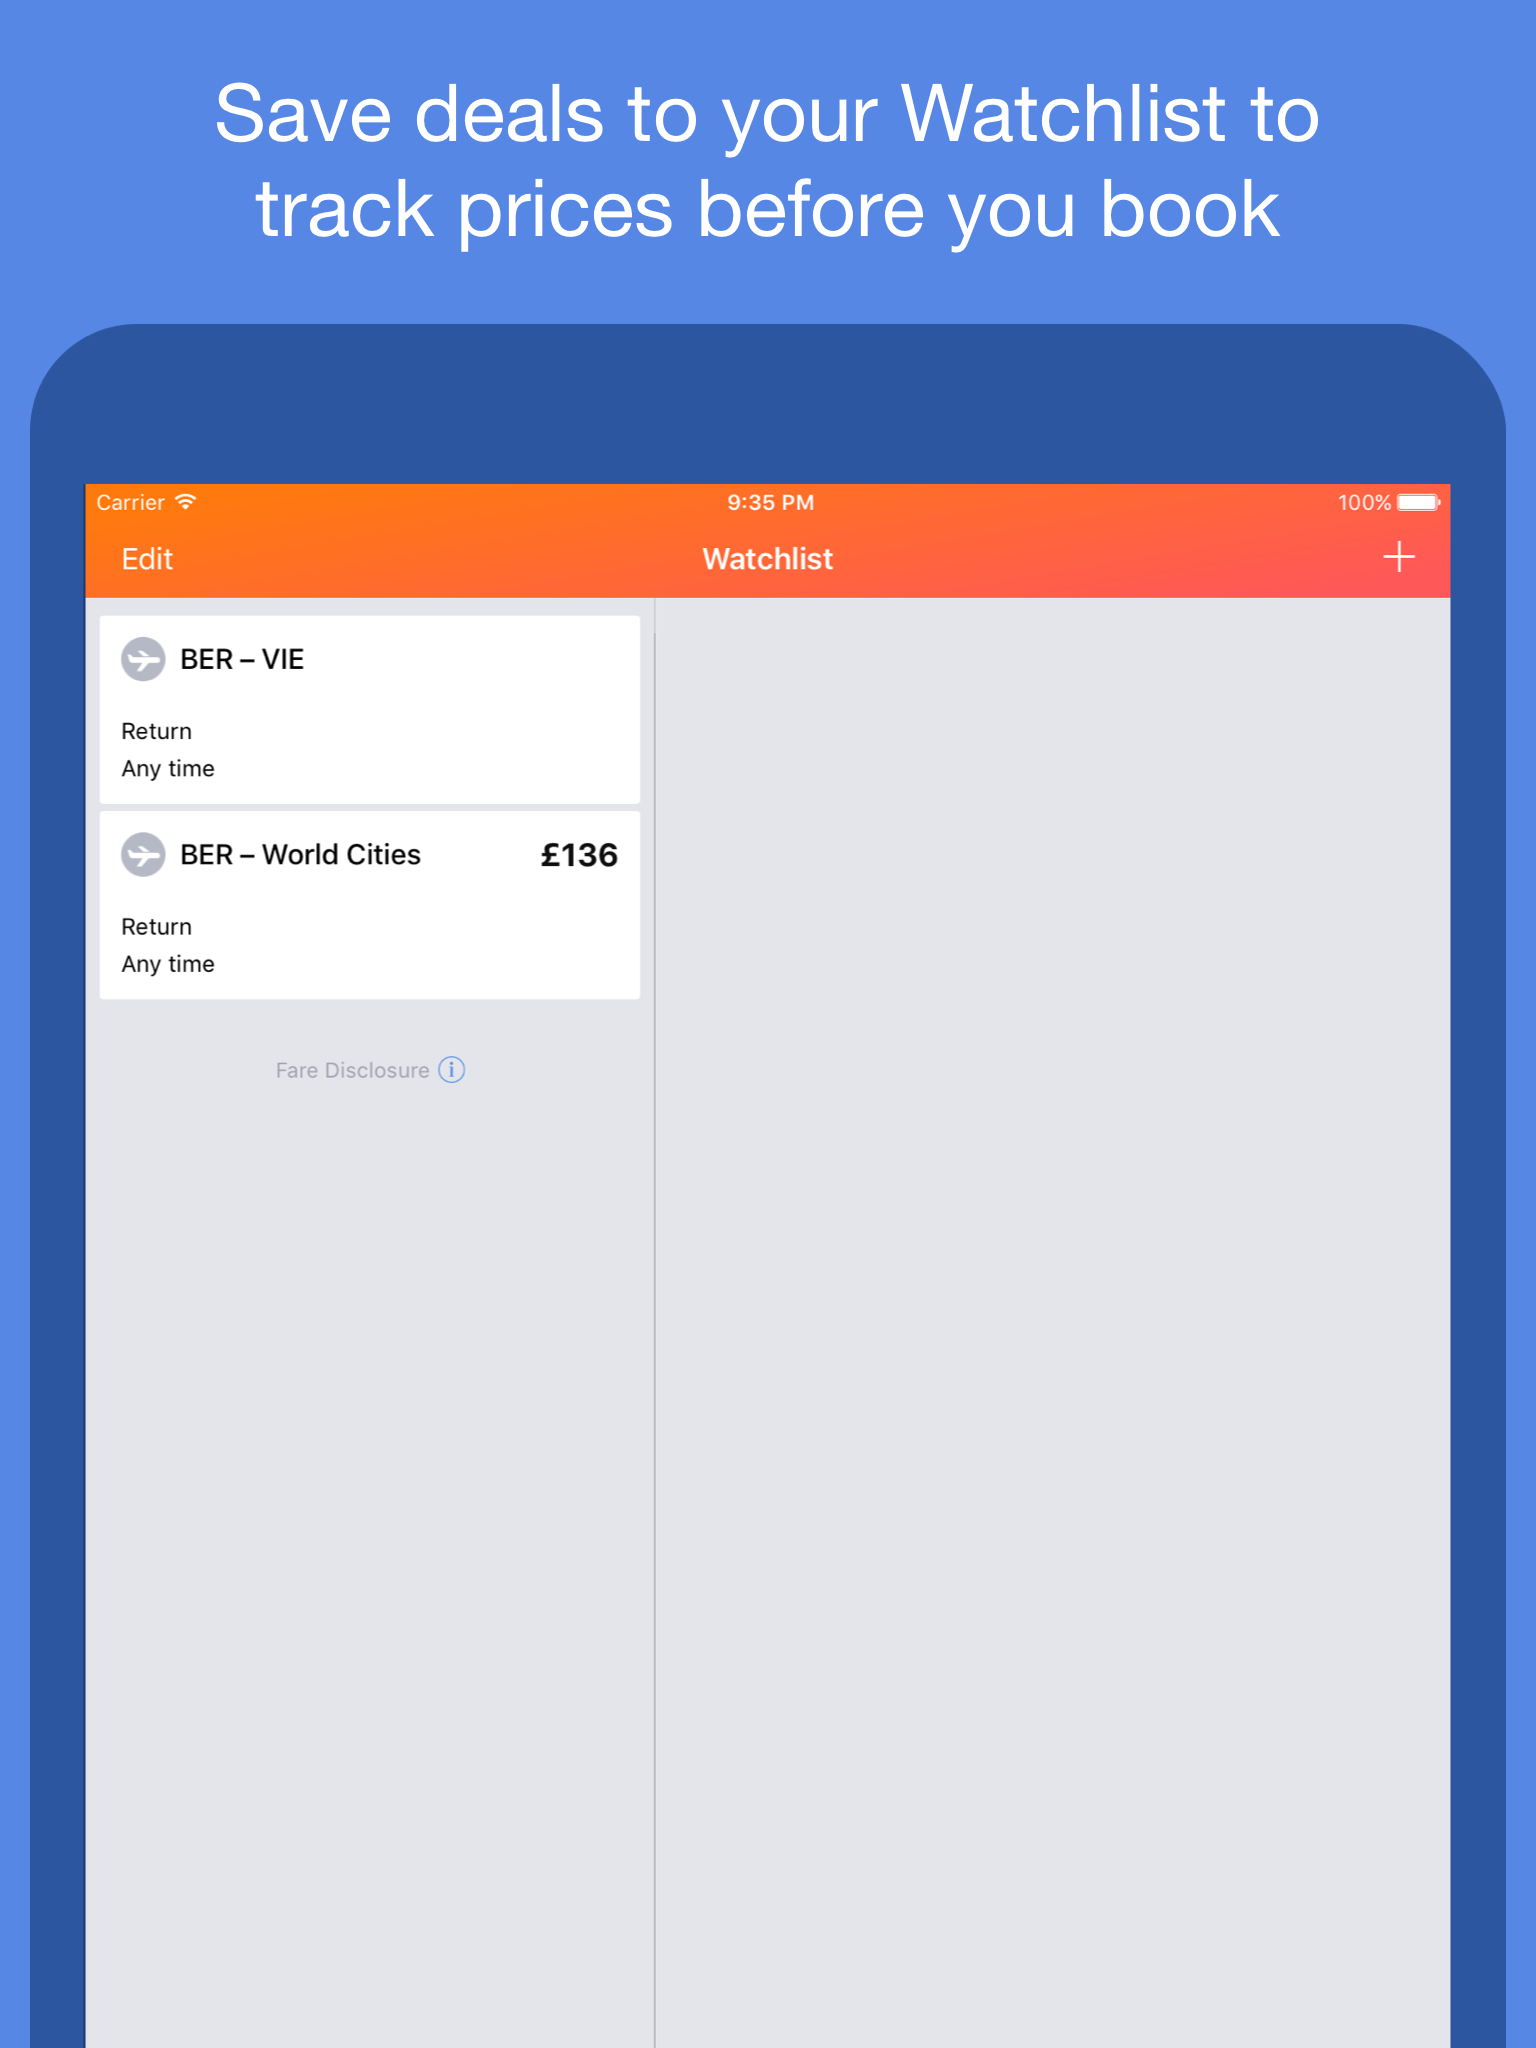 Save deals to your Watchlist to
track prices before you book
Carrier
9:35 PM
100%
Edit
Watchlist
BER – VIE
Return
Any time
BER – World Cities
£136
Return
Any time
Fare Disclosure